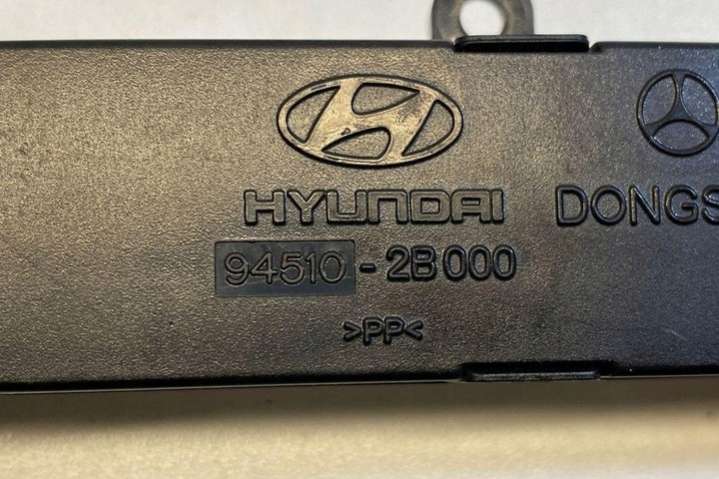 HYUNDAI DONGS
94510-2B000
>PP<